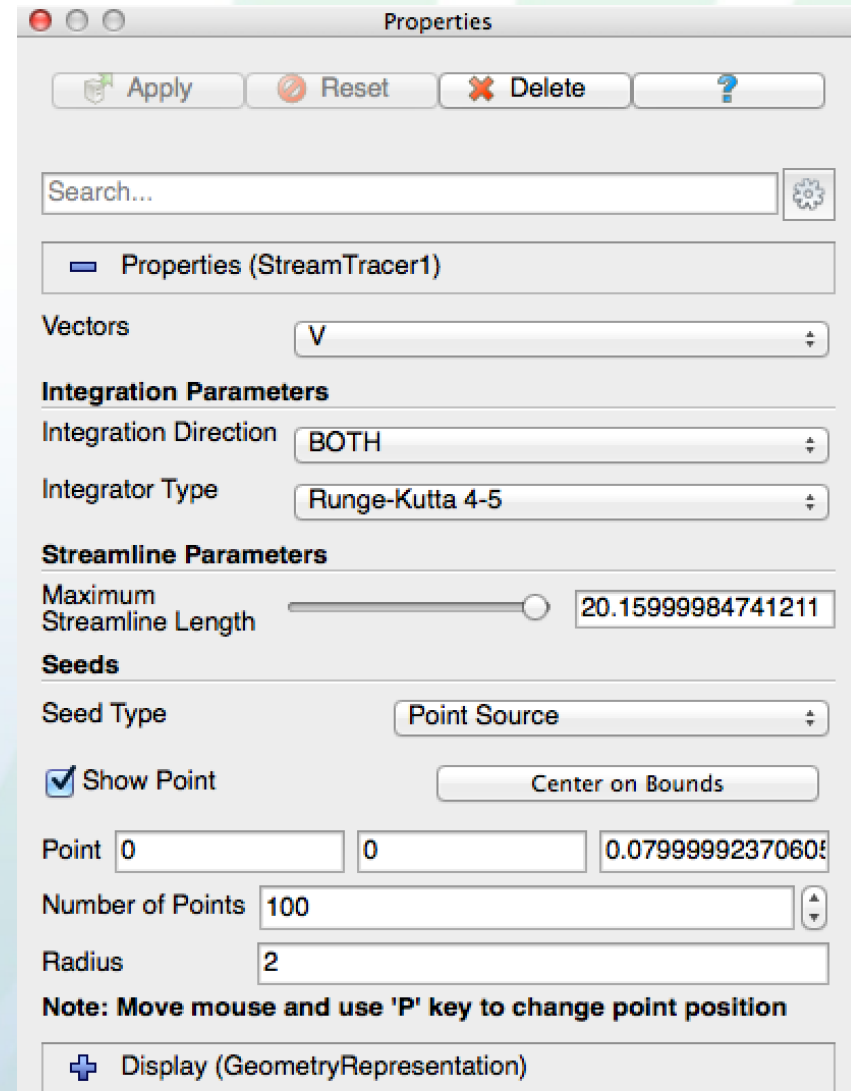 Properties
Apply Reset Delete ?
Search...
Properties (StreamTracer1)
Vectors V
Integration Parameters
Integration Direction BOTH
Integrator Type Runge-Kutta 4-5
Streamline Parameters
Maximum
Streamline Length 20.15999984741211
Seeds
Seed Type Point Source
Show Point Center on Bounds
Point 0 0 0.0799999237060
Number of Points 100
Radius 2
Note: Move mouse and use 'P' key to change point position
Display (GeometryRepresentation)